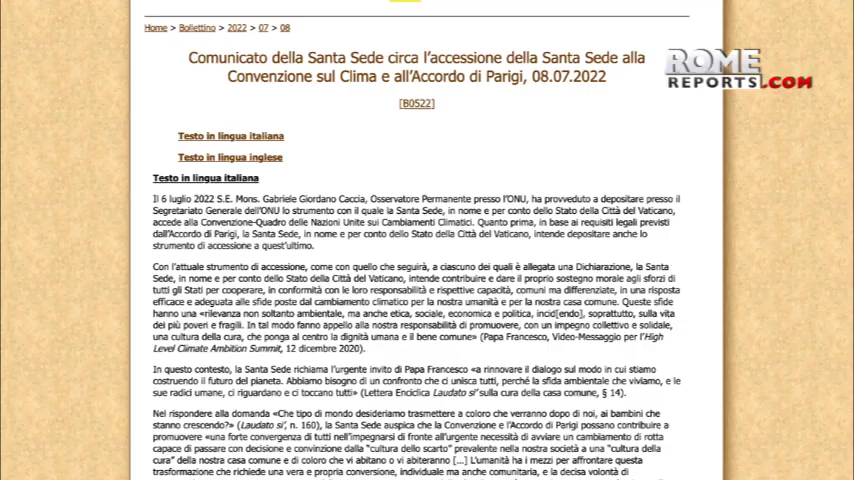 Home > Bollettino > 2022 > 07 > 08
Comunicato della Santa Sede circa l'accessione della Santa Sede alla
Convenzione sul Clima e all'Accordo di Parigi, 08.07.2022
ROME
REPORTS.COM
[B0522]
Testo in lingua italiana
Testo in lingua inglese
Testo in lingua italiana
Il 6 luglio 2022 S.E. Mons. Gabriele Giordano Caccia, Osservatore Permanente presso l'ONU, ha provveduto a depositare presso il
Segretariato Generale dell'ONU lo strumento con il quale la Santa Sede, in nome e per conto dello Stato della Città del Vaticano,
accede alla Convenzione-Quadro delle Nazioni Unite sui Cambiamenti Climatici. Quanto prima, in base ai requisiti legali previsti
dall'Accordo di Parigi, la Santa Sede, in nome e per conto dello Stato della Città del Vaticano, intende depositare anche lo
strumento di accessione a quest'ultimo.
Con l'attuale strumento di accessione, come con quello che seguirà, a ciascuno dei quali è allegata una Dichiarazione, la Santa
Sede, in nome e per conto dello Stato della Città del Vaticano, intende contribuire e dare il proprio sostegno morale agli sforzi di
tutti gli Stati per cooperare, in conformità con le loro responsabilità e rispettive capacità, comuni ma differenziate, in una risposta
efficace e adeguata alle sfide poste dal cambiamento climatico per la nostra umanità e per la nostra casa comune. Queste sfide
hanno una «rilevanza non soltanto ambientale, ma anche etica, sociale, economica e politica, incid[endo], soprattutto, sulla vita
dei più poveri e fragili. In tal modo fanno appello alla nostra responsabilità di promuovere, con un impegno collettivo e solidale,
una cultura della cura, che ponga al centro la dignità umana e il bene comune» (Papa Francesco, Video-Messaggio per l'High
Level Climate Ambition Summit, 12 dicembre 2020).
In questo contesto, la Santa Sede richiama l'urgente invito di Papa Francesco «a rinnovare il dialogo sul modo in cui stiamo
costruendo il futuro del pianeta. Abbiamo bisogno di un confronto che ci unisca tutti, perché la sfida ambientale che viviamo, e le
sue radici umane, ci riguardano e ci toccano tutti» (Lettera Enciclica Laudato si' sulla cura della casa comune, § 14).
Nel rispondere alla domanda «Che tipo di mondo desideriamo trasmettere a coloro che verranno dopo di noi, ai bambini che
stanno crescendo?» (Laudato si', n. 160), la Santa Sede auspica che la Convenzione e l'Accordo di Parigi possano contribuire a
promuovere «una forte convergenza di tutti nell'impegnarsi di fronte all'urgente necessità di avviare un cambiamento di rotta
capace di passare con decisione e convinzione dalla "cultura dello scarto" prevalente nella nostra società a una "cultura della
cura" della nostra casa comune e di coloro che vi abitano o vi abiteranno [...] L'umanità ha i mezzi per affrontare questa
trasformazione che richiede una vera e propria conversione, individuale ma anche comunitaria, e la decisa volontà di